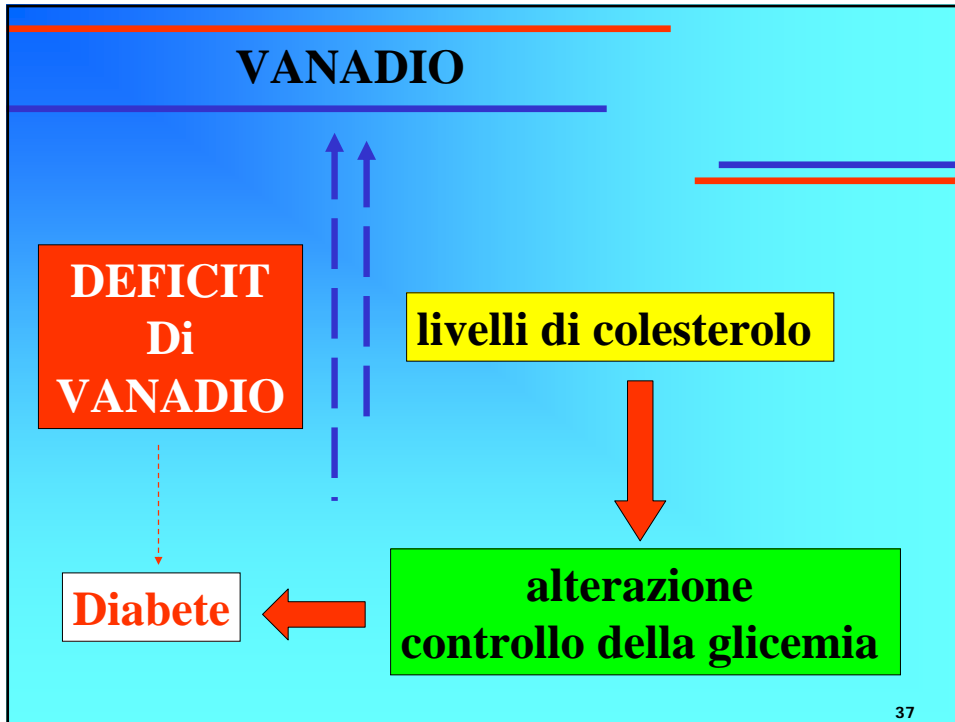 VANADIO
DEFICIT
Di
VANADIO
livelli di colesterolo
Diabete
alterazione
controllo della glicemia
37